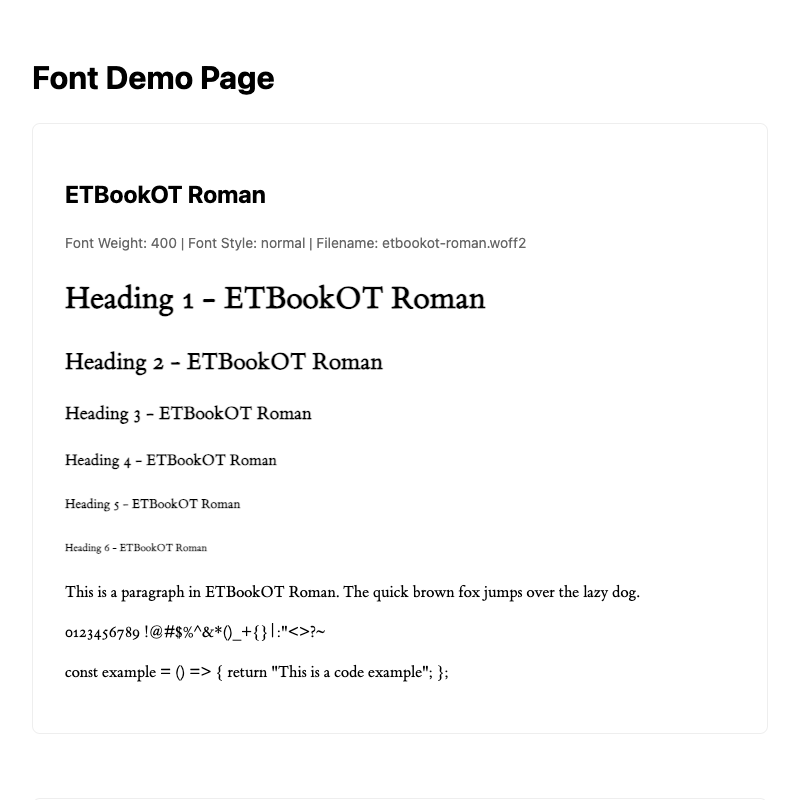 Font Demo Page
ETBookOT Roman
Font Weight: 400 | Font Style: normal | Filename: etbookot-roman.woff2
Heading 1 - ETBookOT Roman
Heading 2 - ETBookOT Roman
Heading 3 - ETBookOT Roman
Heading 4 - ETBookOT Roman
Heading 5 - ETBookOT Roman
Heading 6 - ETBookOT Roman
This is a paragraph in ETBookOT Roman. The quick brown fox jumps over the lazy dog.
0123456789 !@#$%^&*()_+{}|:"<>?~
const example = () => { return "This is a code example"; };